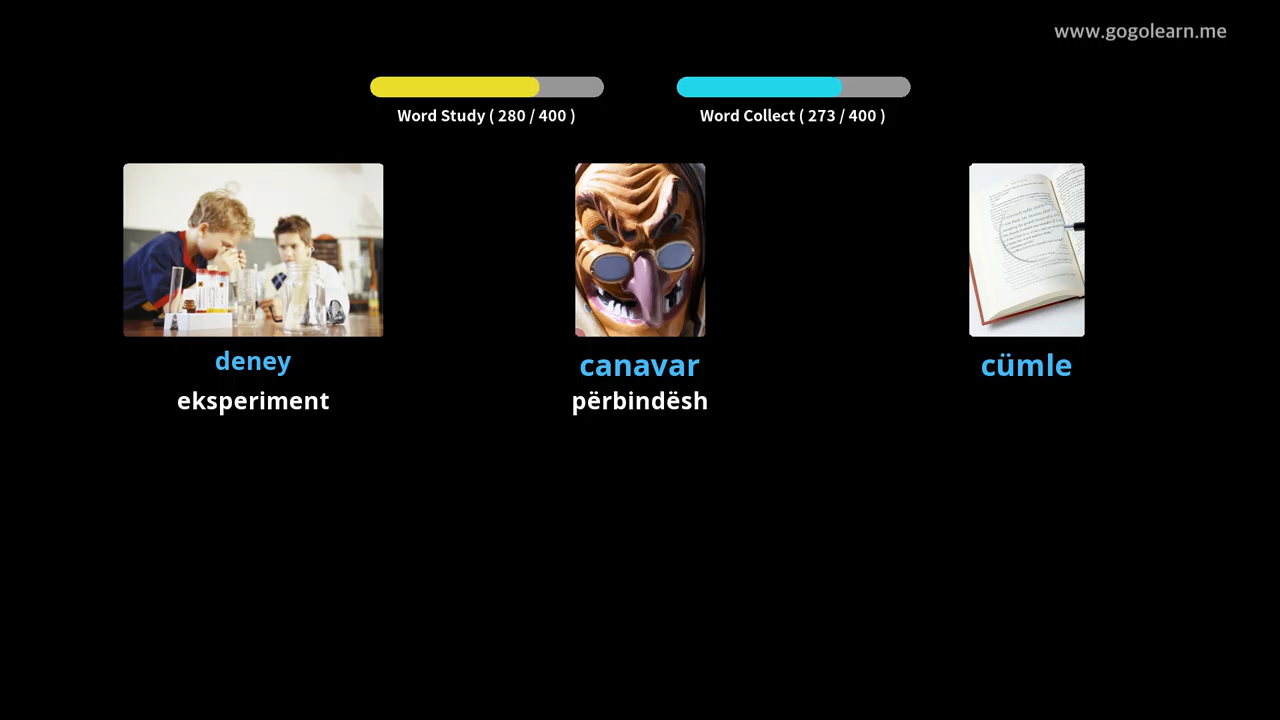 www.gogolearn.me
Word Study ( 280 / 400 )
Word Collect ( 273 / 400 )
deney
canavar
cümle
eksperiment
përbindësh